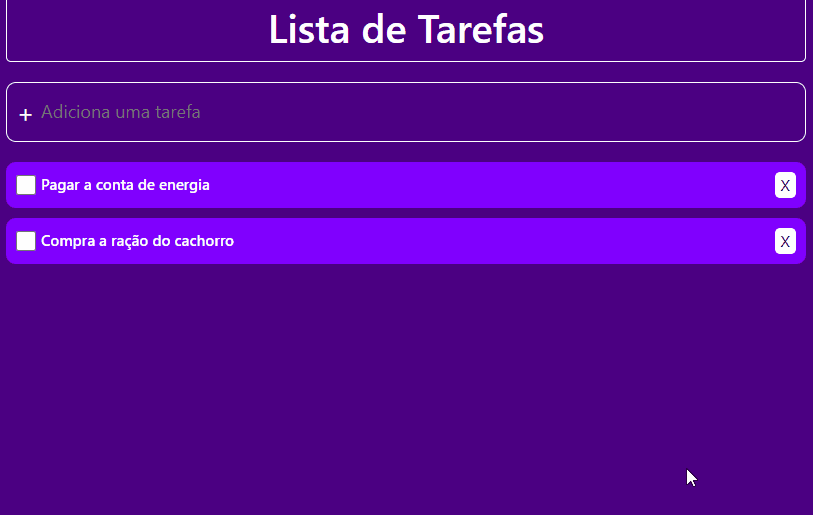 Lista de Tarefas
+ Adiciona uma tarefa
Pagar a conta de energia X
Compra a ração do cachorro X